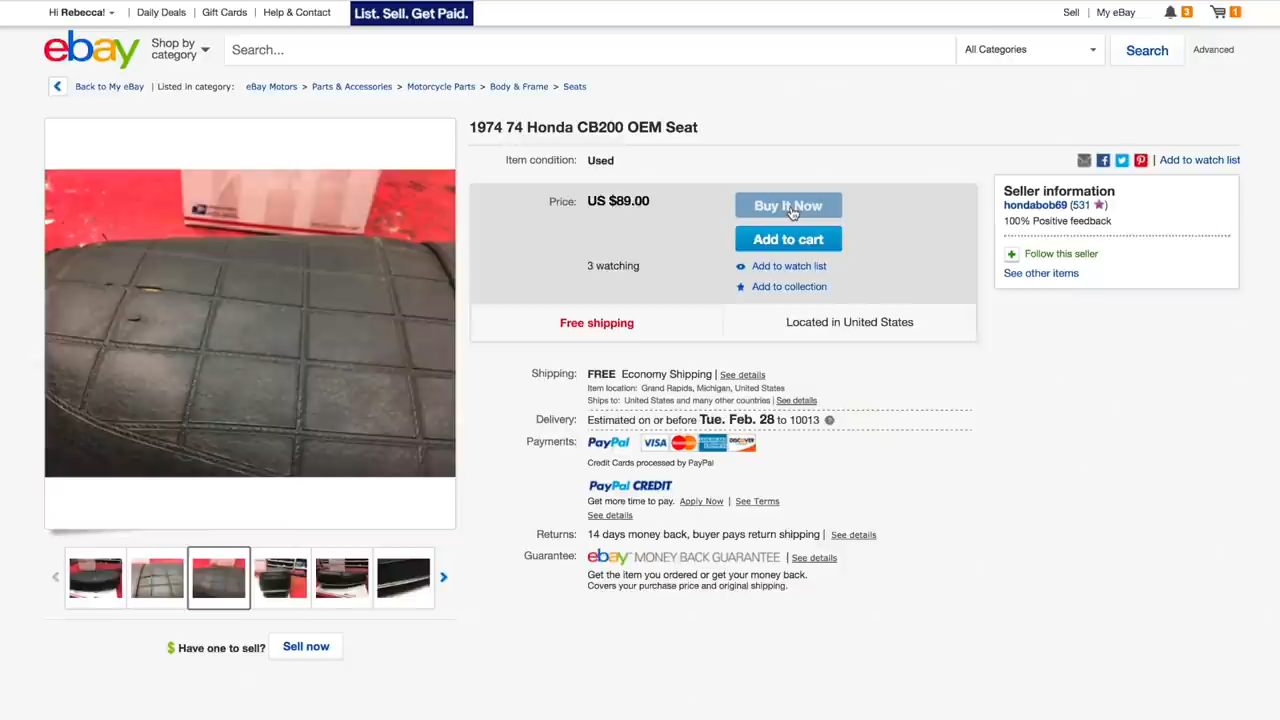 Hi Rebecca! | Daily Deals | Gift Cards | Help & Contact List. Sell. Get Paid. Sell | My eBay 3 1
ebay Shop by category Search... All Categories Search Advanced
Back to My eBay | Listed in category: eBay Motors > Parts & Accessories > Motorcycle Parts > Body & Frame > Seats
1974 74 Honda CB200 OEM Seat
Item condition: Used
| Add to watch list
Price: US $89.00 Buy It Now
Add to cart
3 watching Add to watch list
Add to collection
Free shipping Located in United States
Seller information
hondabob69 (531)
100% Positive feedback
Follow this seller
See other items
Shipping: FREE Economy Shipping | See details
Item location: Grand Rapids, Michigan, United States
Ships to: United States and many other countries | See details
Delivery: Estimated on or before Tue. Feb. 28 to 10013
Payments: PayPal VISA MasterCard DISCOVER
Credit Cards processed by PayPal
PayPal CREDIT
Get more time to pay. Apply Now | See Terms
See details
Returns: 14 days money back, buyer pays return shipping | See details
Guarantee: ebay MONEY BACK GUARANTEE | See details
Get the item you ordered or get your money back.
Covers your purchase price and original shipping.
$ Have one to sell? Sell now